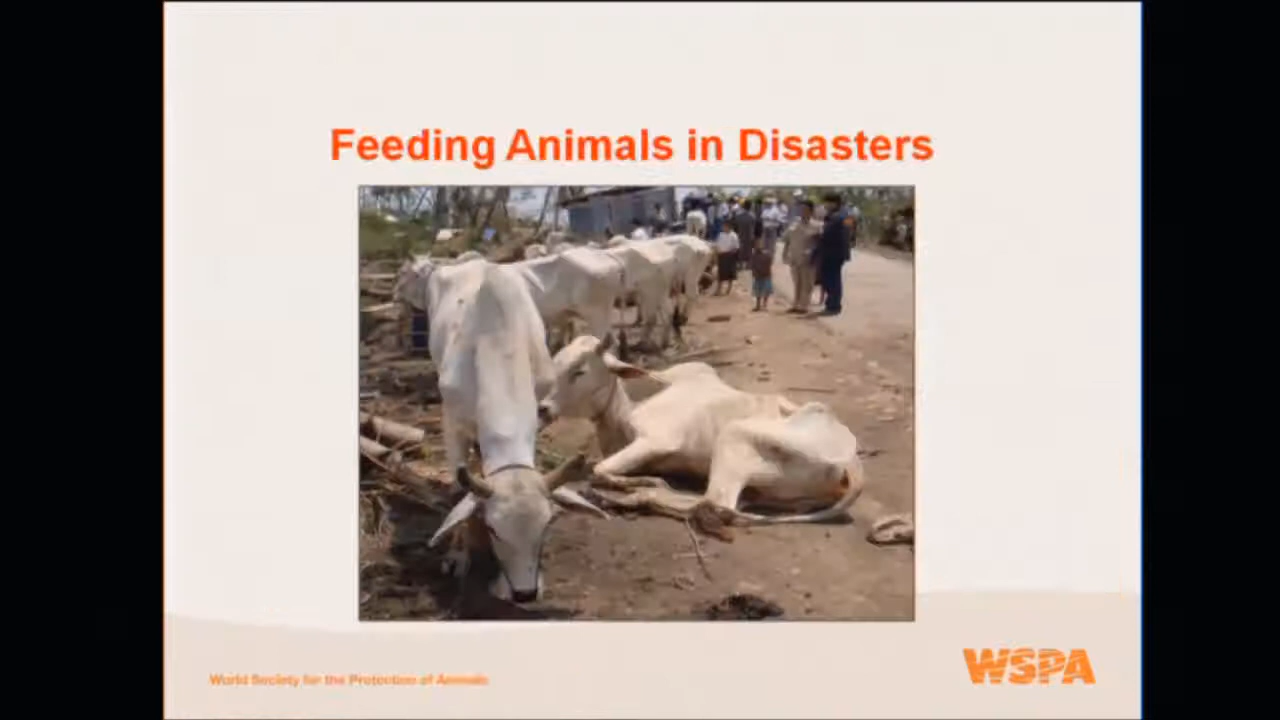 Feeding Animals in Disasters
World Society for the Protection of Animals
WSPA